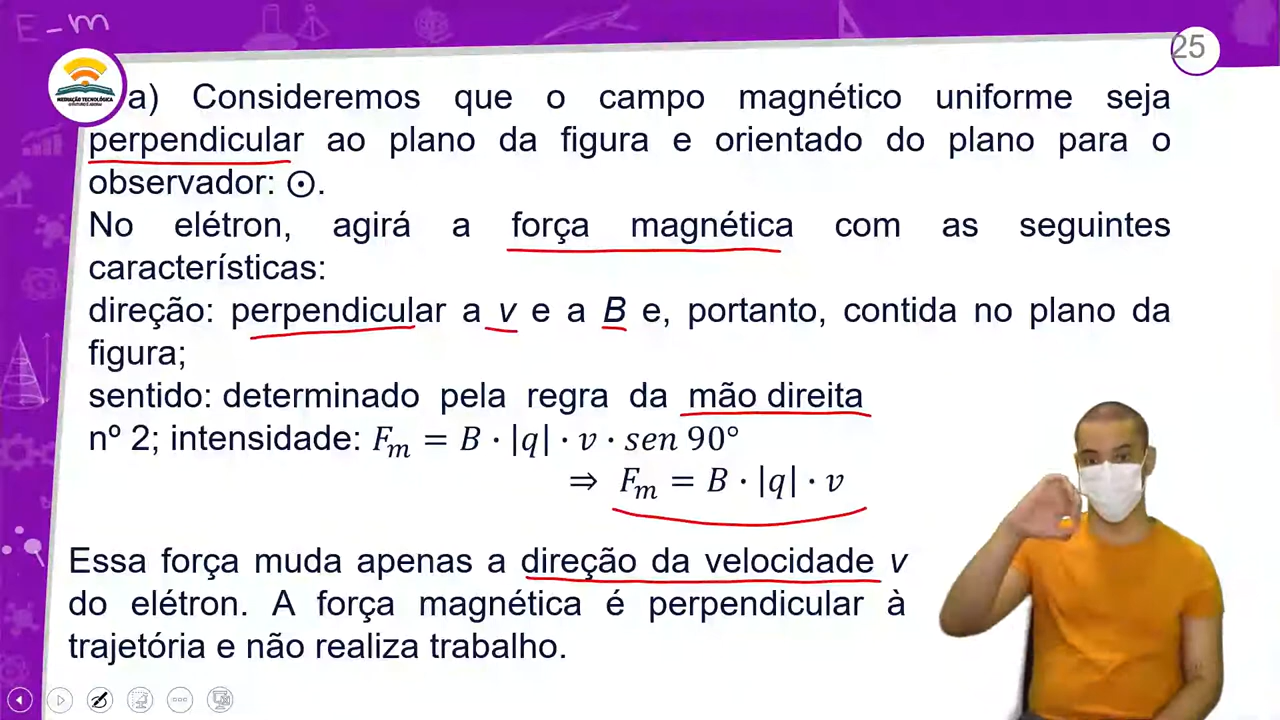 E-m
25
MEDIAÇÃO TECNOLÓGICA
a) Consideremos que o campo magnético uniforme seja
perpendicular ao plano da figura e orientado do plano para o
observador: ⊙.
No elétron, agirá a força magnética com as seguintes
características:
direção: perpendicular a v e a B e, portanto, contida no plano da
figura;
sentido: determinado pela regra da mão direita
nº 2; intensidade: Fₘ = B · |q| · v · sen 90°
⇒ Fₘ = B · |q| · v
Essa força muda apenas a direção da velocidade v
do elétron. A força magnética é perpendicular à
trajetória e não realiza trabalho.